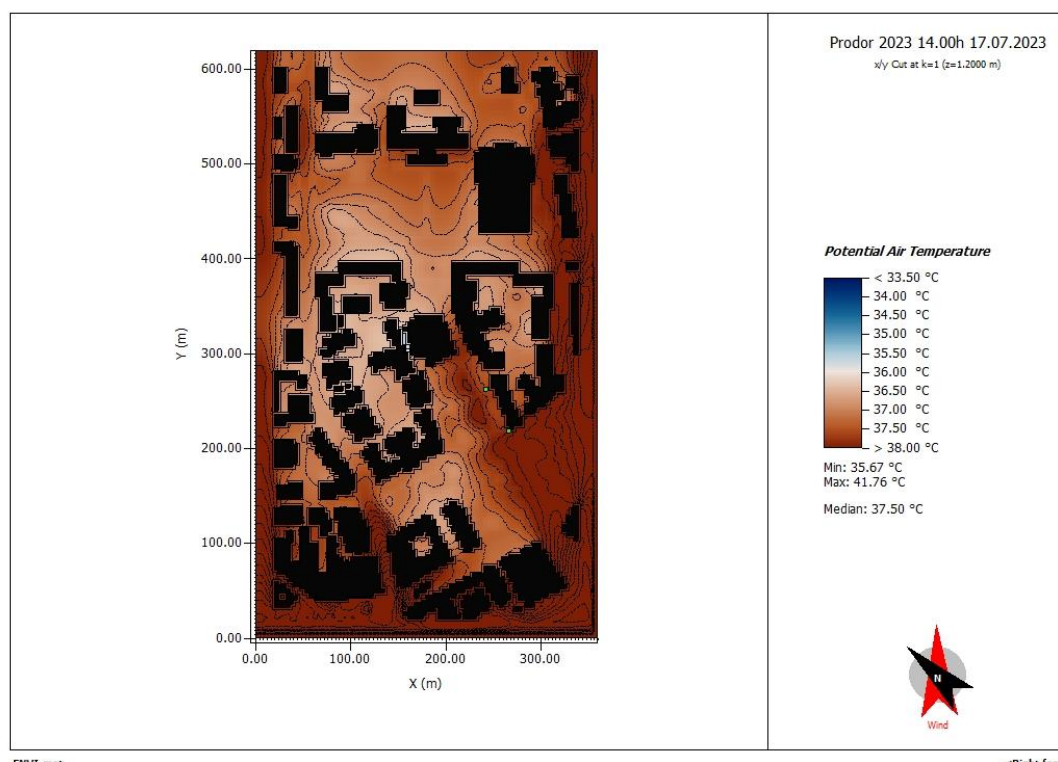 Prodor 2023 14.00h 17.07.2023
x/y Cut at k=1 (z=1.2000 m)
600.00
500.00
400.00
300.00
200.00
100.00
0.00
Y (m)
0.00 100.00 200.00 300.00
X (m)
Potential Air Temperature
< 33.50 °C
34.00 °C
34.50 °C
35.00 °C
35.50 °C
36.00 °C
36.50 °C
37.00 °C
37.50 °C
> 38.00 °C
Min: 35.67 °C
Max: 41.76 °C
Median: 37.50 °C
N
Wind